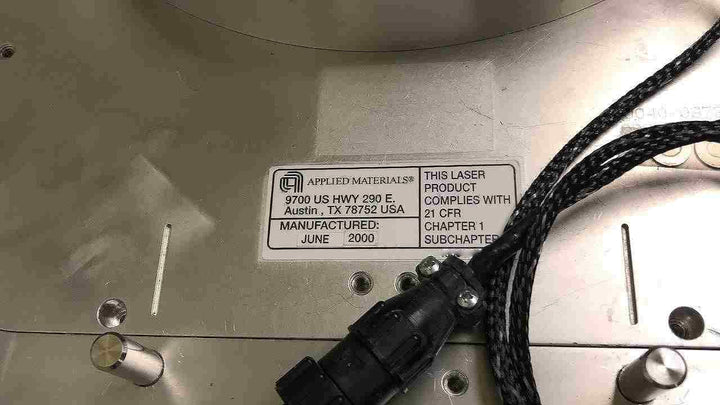 APPLIED MATERIALS®
9700 US HWY 290 E.
Austin , TX 78752 USA
MANUFACTURED:
JUNE 2000
THIS LASER
PRODUCT
COMPLIES WITH
21 CFR
CHAPTER 1
SUBCHAPTER